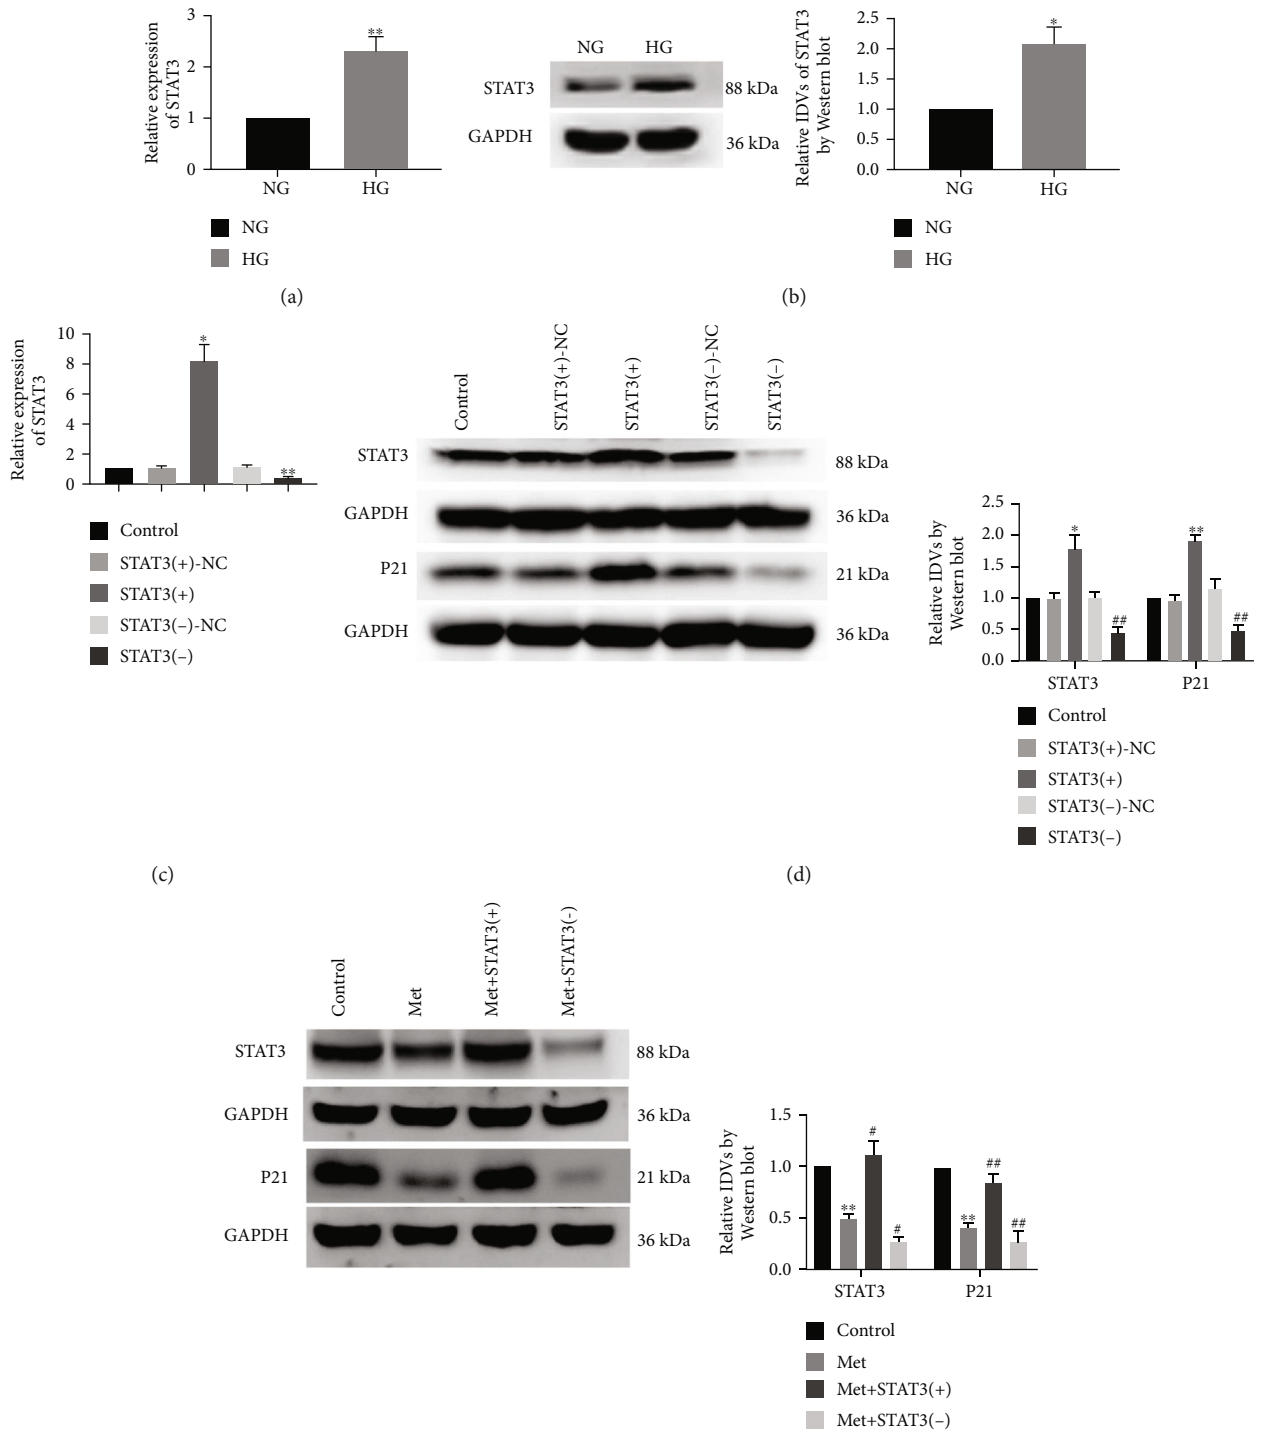 Relative expression
of STAT3
3
2
1
0
**
NG
HG
NG
HG
(a)
NG
HG
STAT3
88 kDa
GAPDH
36 kDa
Relative IDVs of STAT3
by Western blot
2.5
2.0
1.5
1.0
0.5
0.0
*
NG
HG
NG
HG
(b)
Relative expression
of STAT3
10
8
6
4
2
0
*
**
Control
STAT3(+)-NC
STAT3(+)
STAT3(–)-NC
STAT3(–)
(c)
Control
STAT3(+)-NC
STAT3(+)
STAT3(–)-NC
STAT3(–)
STAT3
88 kDa
GAPDH
36 kDa
P21
21 kDa
GAPDH
36 kDa
Relative IDVs by
Western blot
2.5
2.0
1.5
1.0
0.5
0.0
*
##
**
##
STAT3
P21
Control
STAT3(+)-NC
STAT3(+)
STAT3(–)-NC
STAT3(–)
(d)
Control
Met
Met+STAT3(+)
Met+STAT3(-)
STAT3
88 kDa
GAPDH
36 kDa
P21
21 kDa
GAPDH
36 kDa
Relative IDVs by
Western blot
1.5
1.0
0.5
0.0
**
#
#
**
##
##
STAT3
P21
Control
Met
Met+STAT3(+)
Met+STAT3(–)